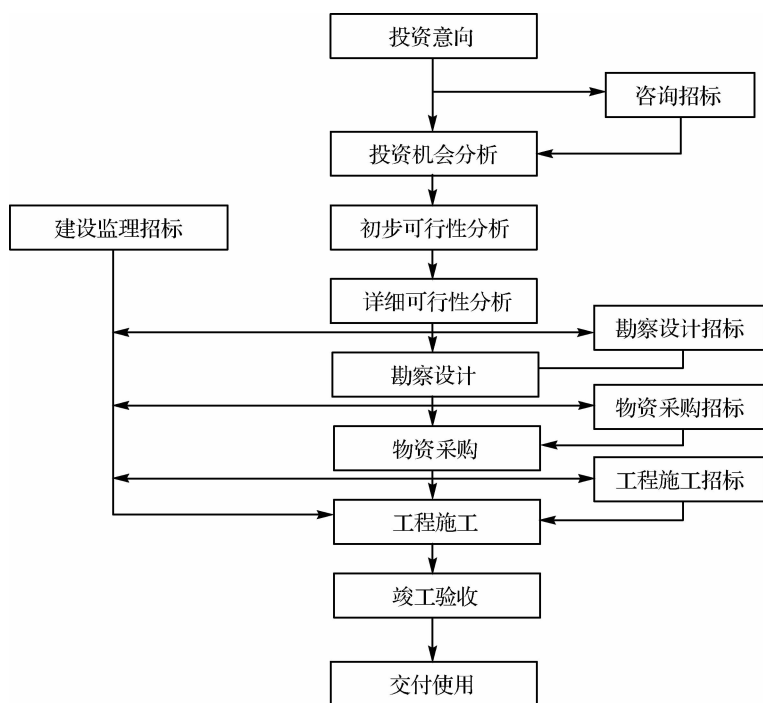 投资意向
咨询招标
投资机会分析
建设监理招标
初步可行性分析
详细可行性分析
勘察设计招标
勘察设计
物资采购招标
物资采购
工程施工招标
工程施工
竣工验收
交付使用